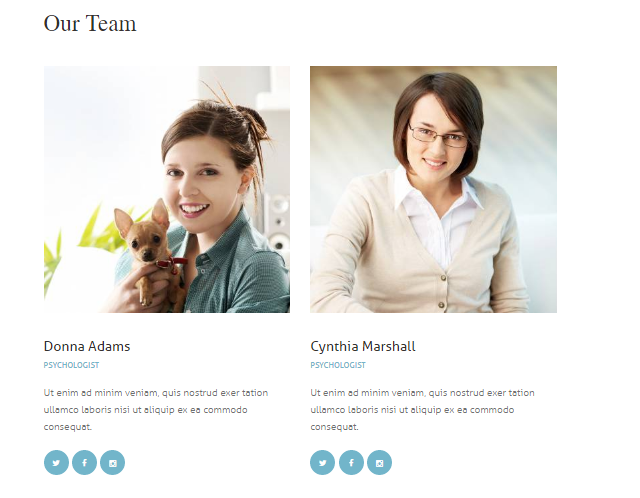 Our Team
Donna Adams
PSYCHOLOGIST
Ut enim ad minim veniam, quis nostrud exer tation
ullamco laboris nisi ut aliquip ex ea commodo
consequat.
Cynthia Marshall
PSYCHOLOGIST
Ut enim ad minim veniam, quis nostrud exer tation
ullamco laboris nisi ut aliquip ex ea commodo
consequat.